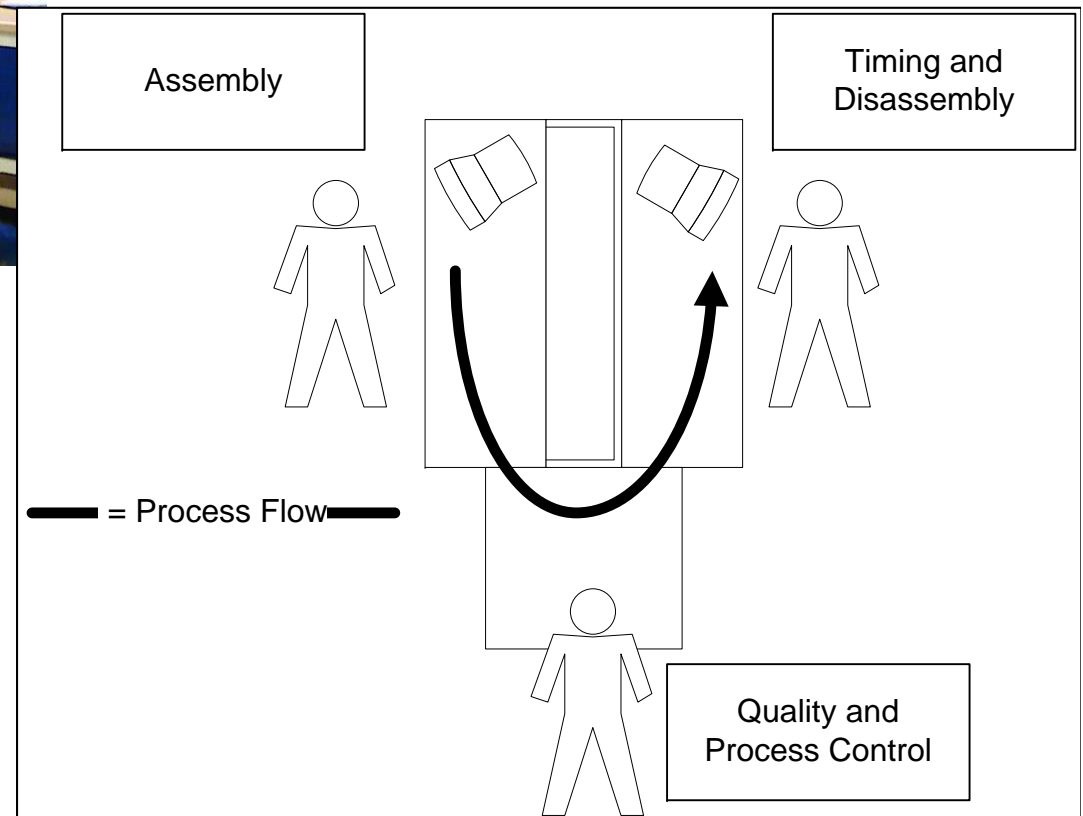 Assembly
Timing and
Disassembly
= Process Flow
Quality and
Process Control